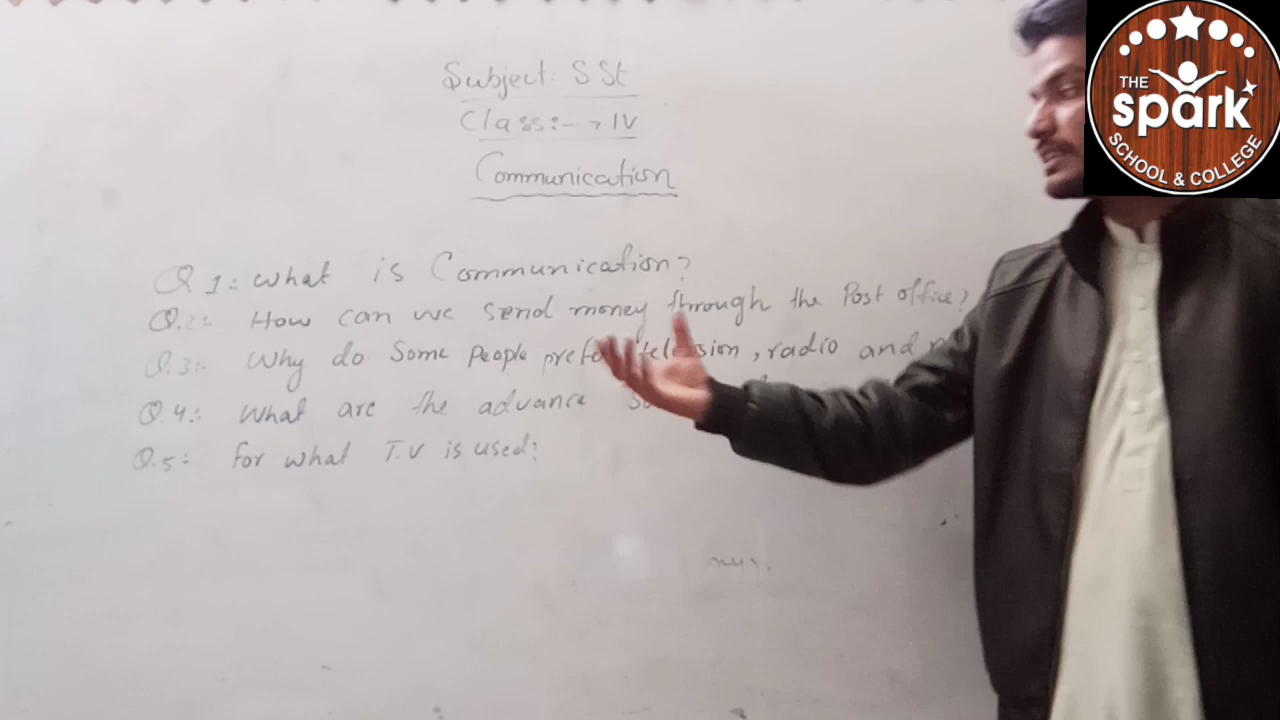 Subject: SSt
Class:-→ IV
Communication
Q 1:- what is Communication?
Q.2:- How can we send money through the Post office?
Q.3:- Why do Some People prefer television, radio and
Q.4:- What are the advance
Q.5:- for what T.V is used?
THE
spark
SCHOOL & COLLEGE